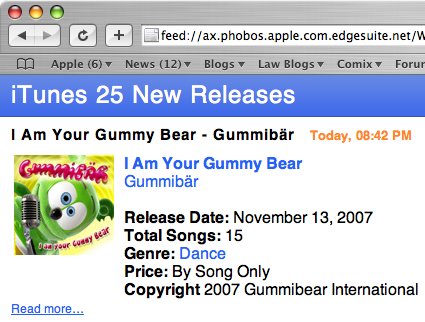 feed://ax.phobos.apple.com.edgesuite.net/W
Apple (6) News (12) Blogs Law Blogs Comix Forum
iTunes 25 New Releases
I Am Your Gummy Bear - Gummibär Today, 08:42 PM
GUMMIBÄR
i am your gummy bear
I Am Your Gummy Bear
Gummibär
Release Date: November 13, 2007
Total Songs: 15
Genre: Dance
Price: By Song Only
Copyright 2007 Gummibear International
Read more...